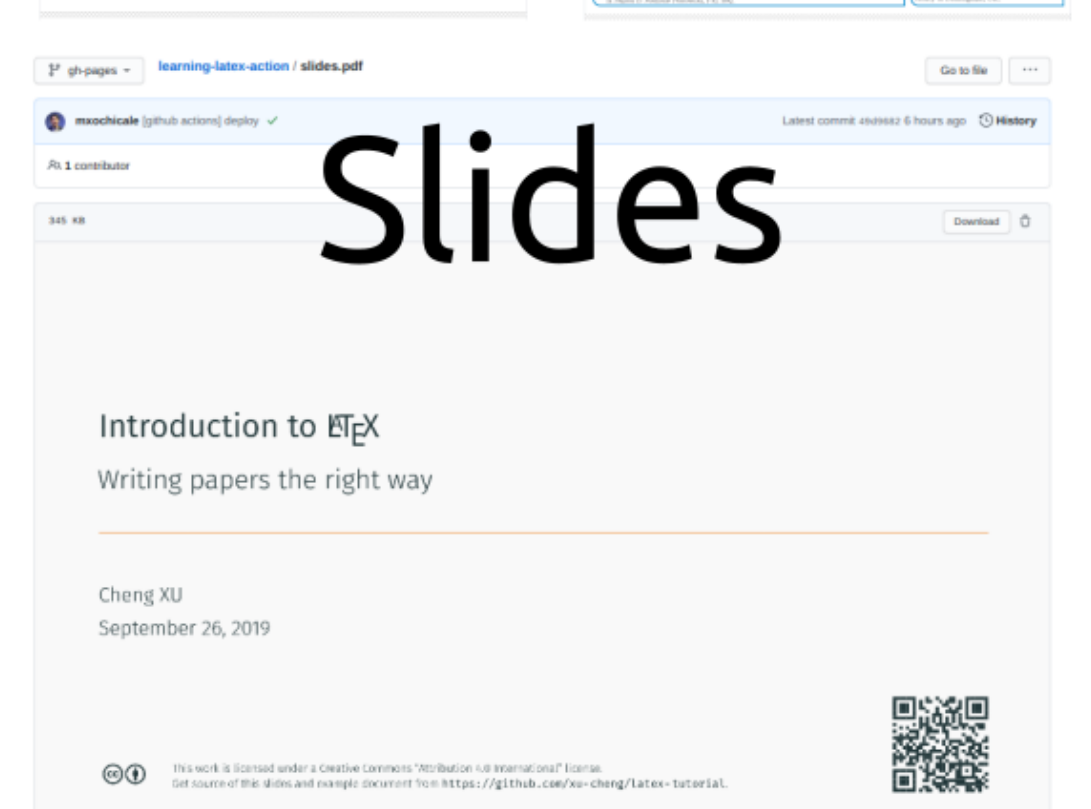 gh-pages
learning-latex-action / slides.pdf
Go to file
...
mxochicale [github actions] deploy
Latest commit 6 hours ago
History
1 contributor
Slides
345 KB
Download
Introduction to LATEX
Writing papers the right way
Cheng XU
September 26, 2019
This work is licensed under a Creative Commons "Attribution 4.0 International" license.
Get source of this slides and example document from https://github.com/xu-cheng/latex-tutorial.